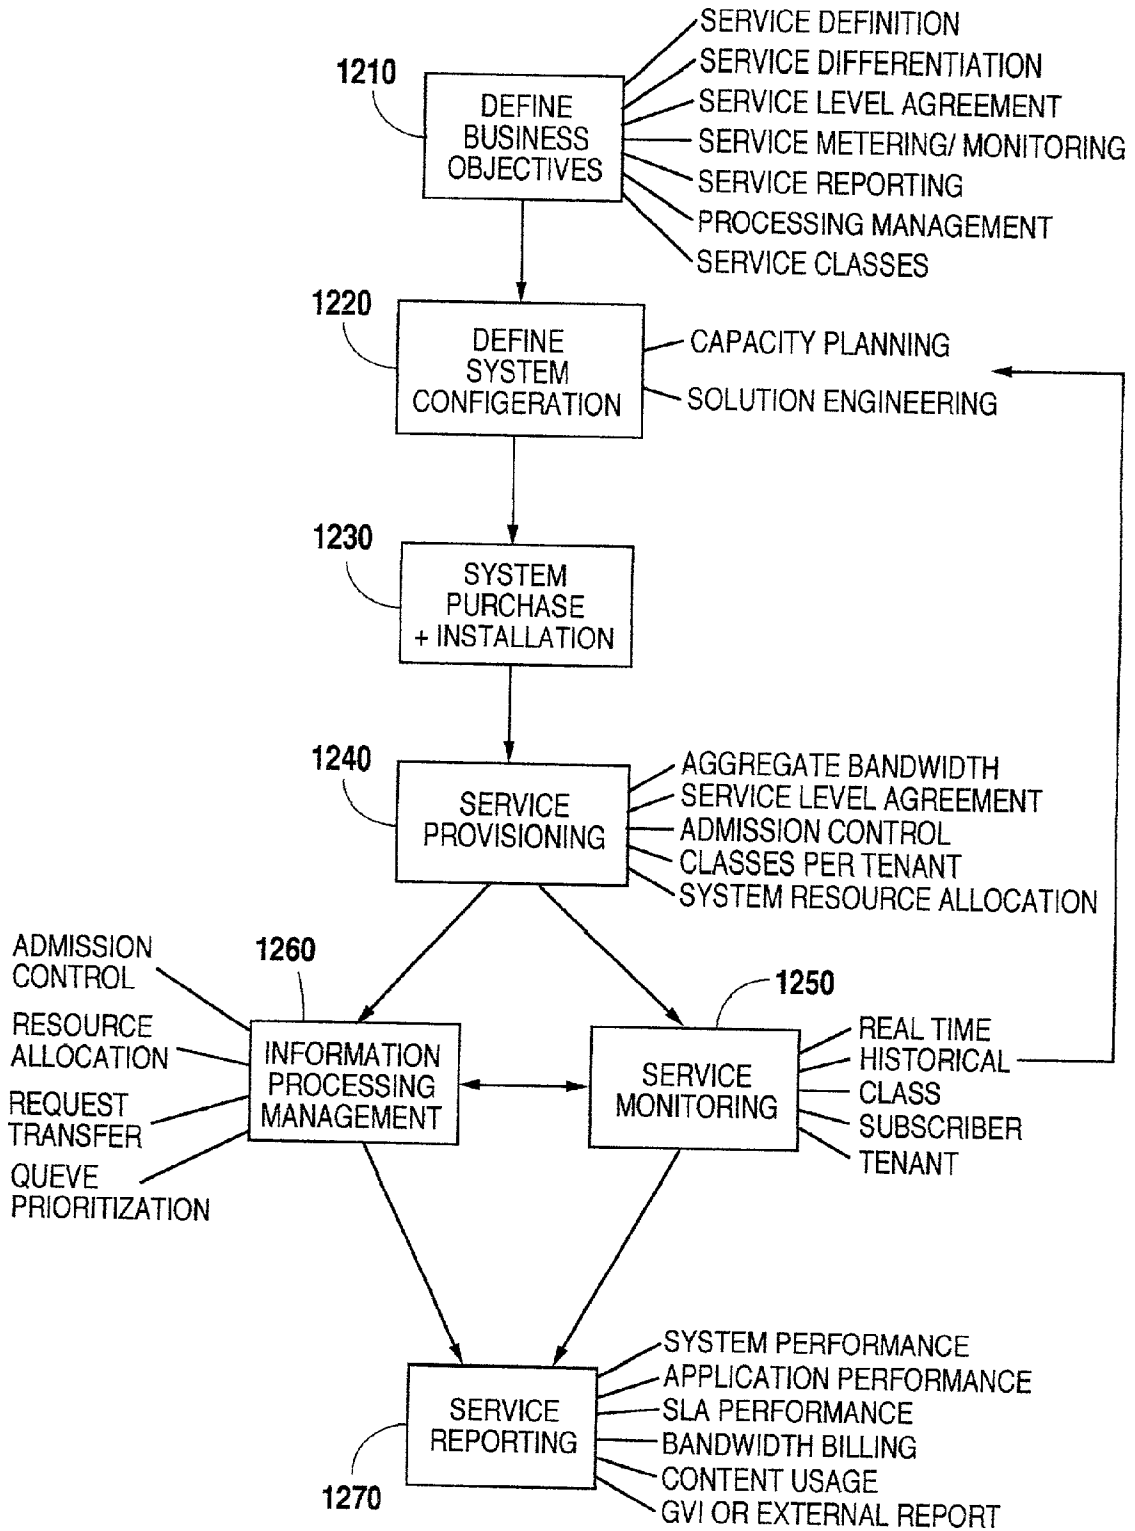 SERVICE DEFINITION
SERVICE DIFFERENTIATION
SERVICE LEVEL AGREEMENT
SERVICE METERING/ MONITORING
SERVICE REPORTING
PROCESSING MANAGEMENT
SERVICE CLASSES
1210
DEFINE
BUSINESS
OBJECTIVES
1220
DEFINE
SYSTEM
CONFIGERATION
CAPACITY PLANNING
SOLUTION ENGINEERING
1230
SYSTEM
PURCHASE
+ INSTALLATION
1240
SERVICE
PROVISIONING
AGGREGATE BANDWIDTH
SERVICE LEVEL AGREEMENT
ADMISSION CONTROL
CLASSES PER TENANT
SYSTEM RESOURCE ALLOCATION
ADMISSION
CONTROL
RESOURCE
ALLOCATION
REQUEST
TRANSFER
QUEVE
PRIORITIZATION
1260
INFORMATION
PROCESSING
MANAGEMENT
1250
SERVICE
MONITORING
REAL TIME
HISTORICAL
CLASS
SUBSCRIBER
TENANT
1270
SERVICE
REPORTING
SYSTEM PERFORMANCE
APPLICATION PERFORMANCE
SLA PERFORMANCE
BANDWIDTH BILLING
CONTENT USAGE
GVI OR EXTERNAL REPORT